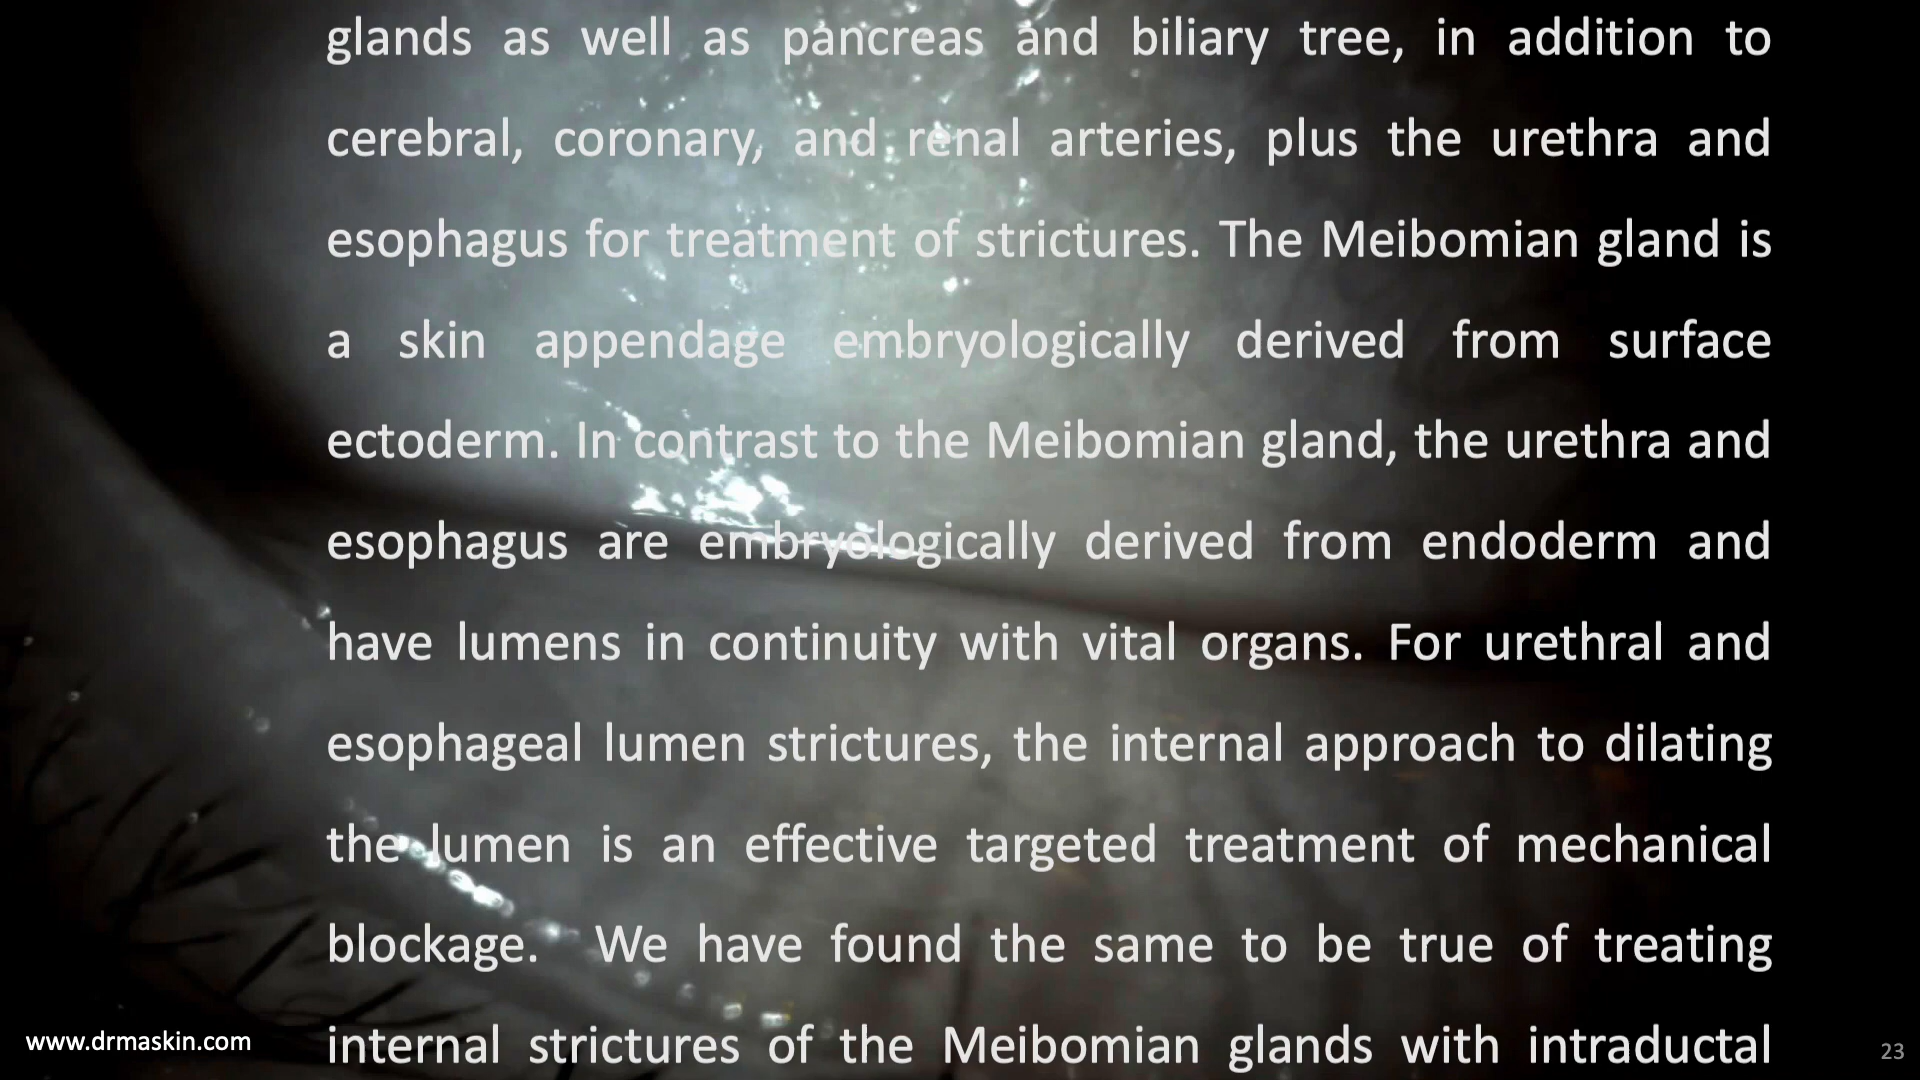 glands as well as pancreas and biliary tree, in addition to
cerebral, coronary, and renal arteries, plus the urethra and
esophagus for treatment of strictures. The Meibomian gland is
a skin appendage embryologically derived from surface
ectoderm. In contrast to the Meibomian gland, the urethra and
esophagus are embryologically derived from endoderm and
have lumens in continuity with vital organs. For urethral and
esophageal lumen strictures, the internal approach to dilating
the lumen is an effective targeted treatment of mechanical
blockage. We have found the same to be true of treating
internal strictures of the Meibomian glands with intraductal
www.drmaskin.com
23